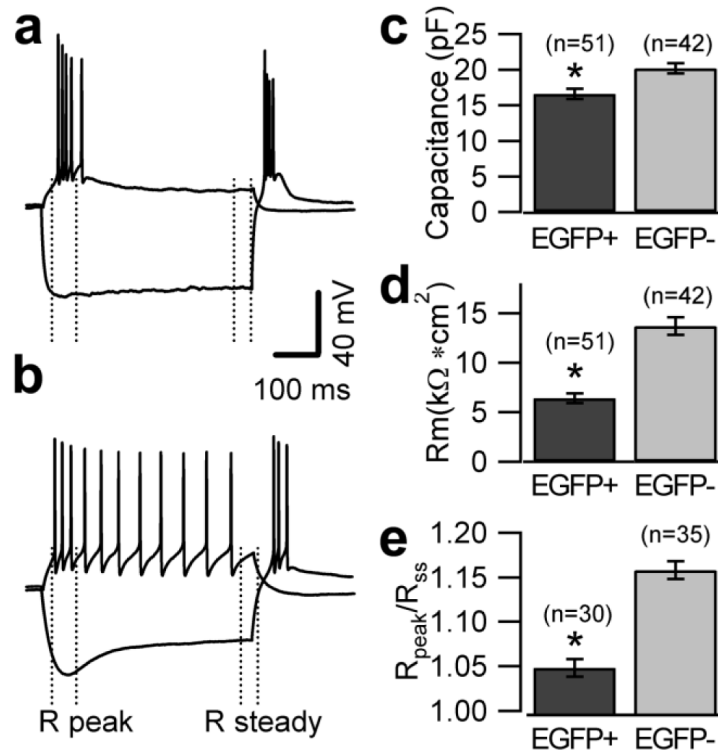 a
40 mV
100 ms
b
R peak
R steady
c
Capacitance (pF)
25
20
15
10
5
0
(n=51)
*
(n=42)
EGFP+
EGFP-
d
Rm(kΩ*cm²)
15
10
5
0
(n=51)
*
(n=42)
EGFP+
EGFP-
e
Rpeak/Rss
1.20
1.15
1.10
1.05
1.00
(n=30)
*
(n=35)
EGFP+
EGFP-